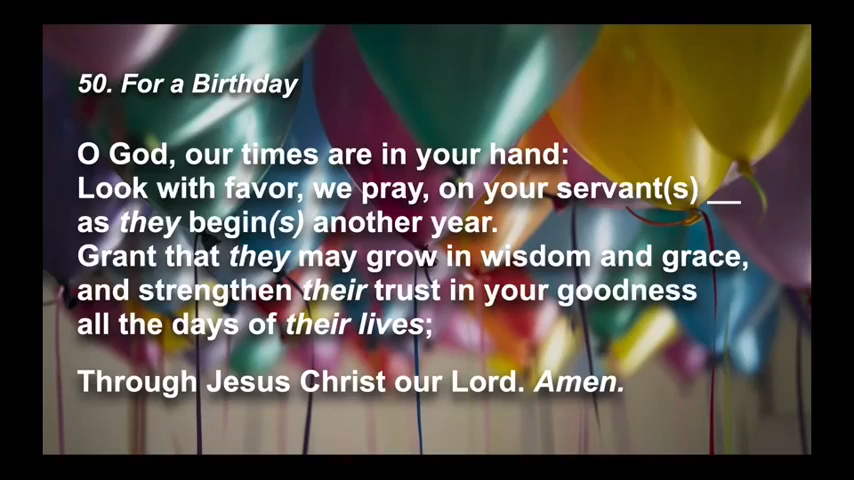 50. For a Birthday
O God, our times are in your hand:
Look with favor, we pray, on your servant(s) __
as they begin(s) another year.
Grant that they may grow in wisdom and grace,
and strengthen their trust in your goodness
all the days of their lives;
Through Jesus Christ our Lord. Amen.